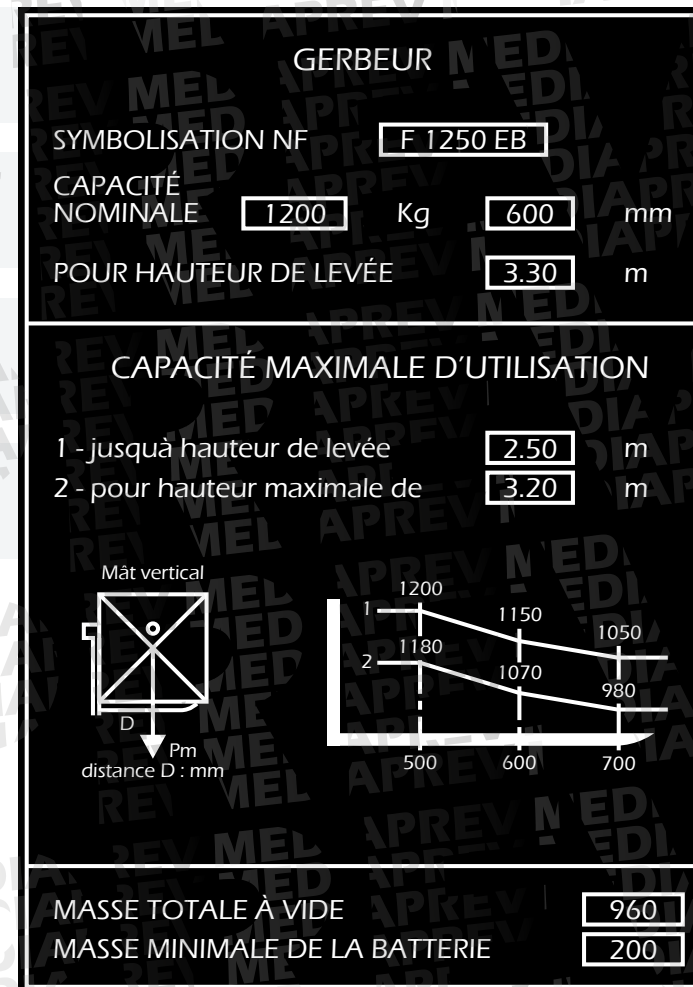 GERBEUR
SYMBOLISATION NF F 1250 EB
CAPACITÉ
NOMINALE 1200 Kg 600 mm
POUR HAUTEUR DE LEVÉE 3.30 m
CAPACITÉ MAXIMALE D'UTILISATION
1 - jusquà hauteur de levée 2.50 m
2 - pour hauteur maximale de 3.20 m
Mât vertical
D
Pm
distance D : mm
1200
1 1150
1050
1180
2 1070
980
500 600 700
MASSE TOTALE À VIDE 960
MASSE MINIMALE DE LA BATTERIE 200